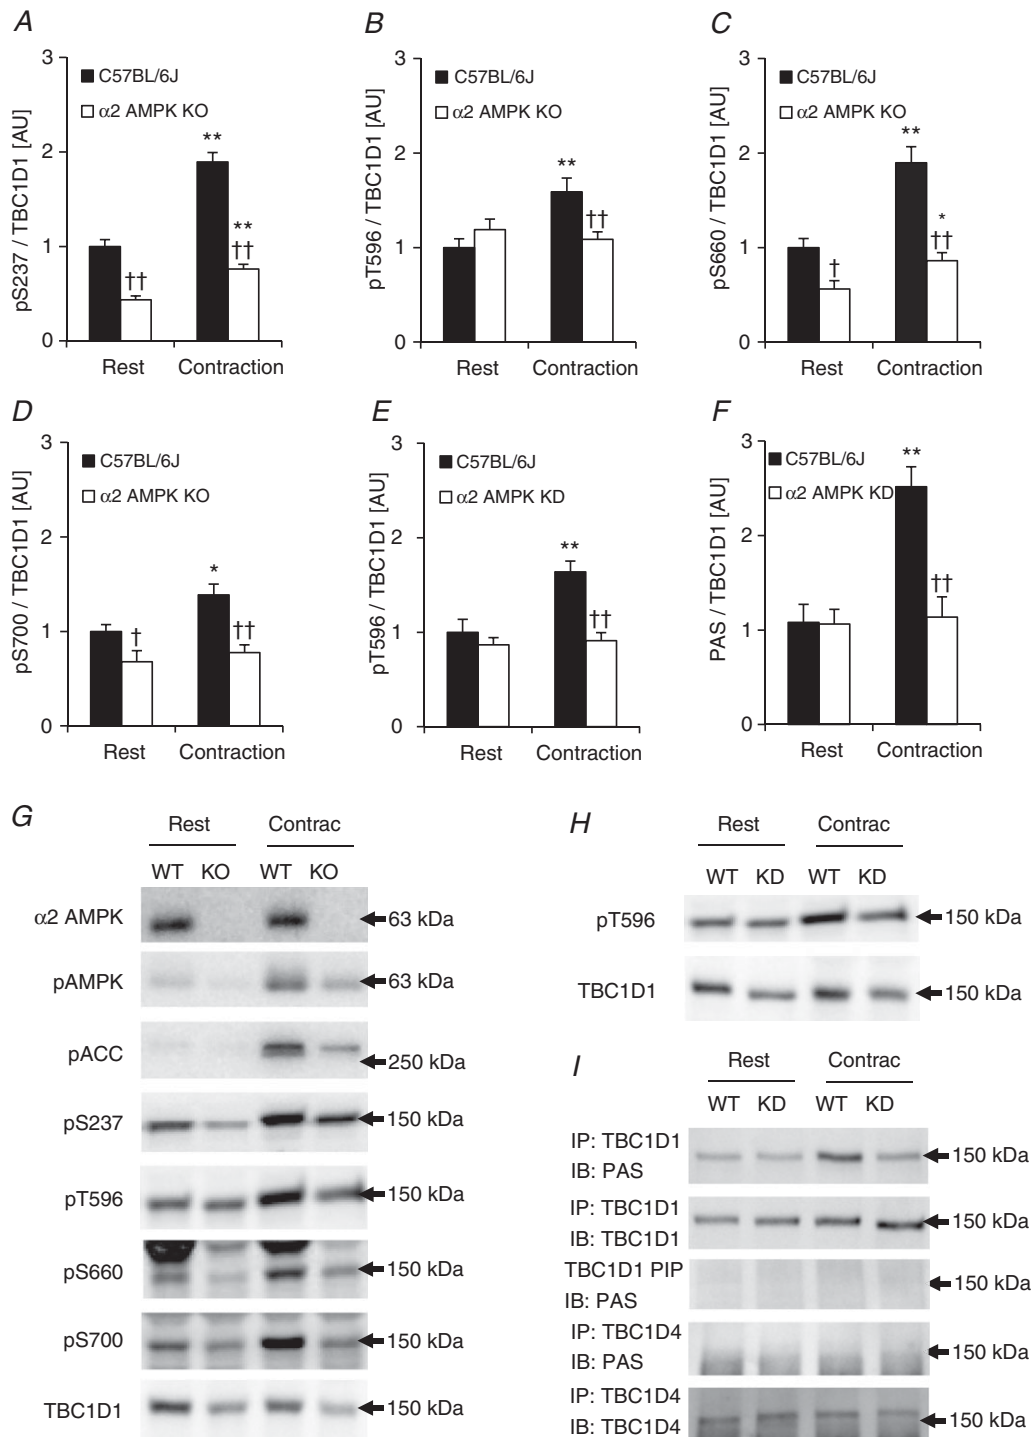 A
3
2
1
0
pS237 / TBC1D1 [AU]
C57BL/6J
α2 AMPK KO
††
**
**
††
Rest
Contraction
B
3
2
1
0
pT596 / TBC1D1 [AU]
C57BL/6J
α2 AMPK KO
**
††
Rest
Contraction
C
3
2
1
0
pS660 / TBC1D1 [AU]
C57BL/6J
α2 AMPK KO
†
**
*
††
Rest
Contraction
D
3
2
1
0
pS700 / TBC1D1 [AU]
C57BL/6J
α2 AMPK KO
†
*
††
Rest
Contraction
E
3
2
1
0
pT596 / TBC1D1 [AU]
C57BL/6J
α2 AMPK KD
**
††
Rest
Contraction
F
3
2
1
0
PAS / TBC1D1 [AU]
C57BL/6J
α2 AMPK KD
**
††
Rest
Contraction
G
Rest Contrac
WT KO WT KO
α2 AMPK 63 kDa
pAMPK 63 kDa
pACC 250 kDa
pS237 150 kDa
pT596 150 kDa
pS660 150 kDa
pS700 150 kDa
TBC1D1 150 kDa
H
Rest Contrac
WT KD WT KD
pT596 150 kDa
TBC1D1 150 kDa
I
Rest Contrac
WT KD WT KD
IP: TBC1D1
IB: PAS
150 kDa
IP: TBC1D1
IB: TBC1D1
150 kDa
TBC1D1 PIP
IB: PAS
150 kDa
IP: TBC1D4
IB: PAS
150 kDa
IP: TBC1D4
IB: TBC1D4
150 kDa